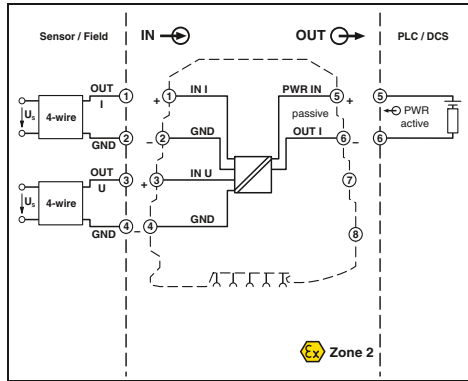 Sensor / Field
IN
OUT
PLC / DCS
OUT
I
1
+
1
IN I
PWR IN
5
+
5
Us
4-wire
passive
PWR
active
GND
2
–
2
GND
OUT I
6
–
6
OUT
U
3
+
3
IN U
7
Us
4-wire
GND
4
–
4
GND
8
Ex Zone 2